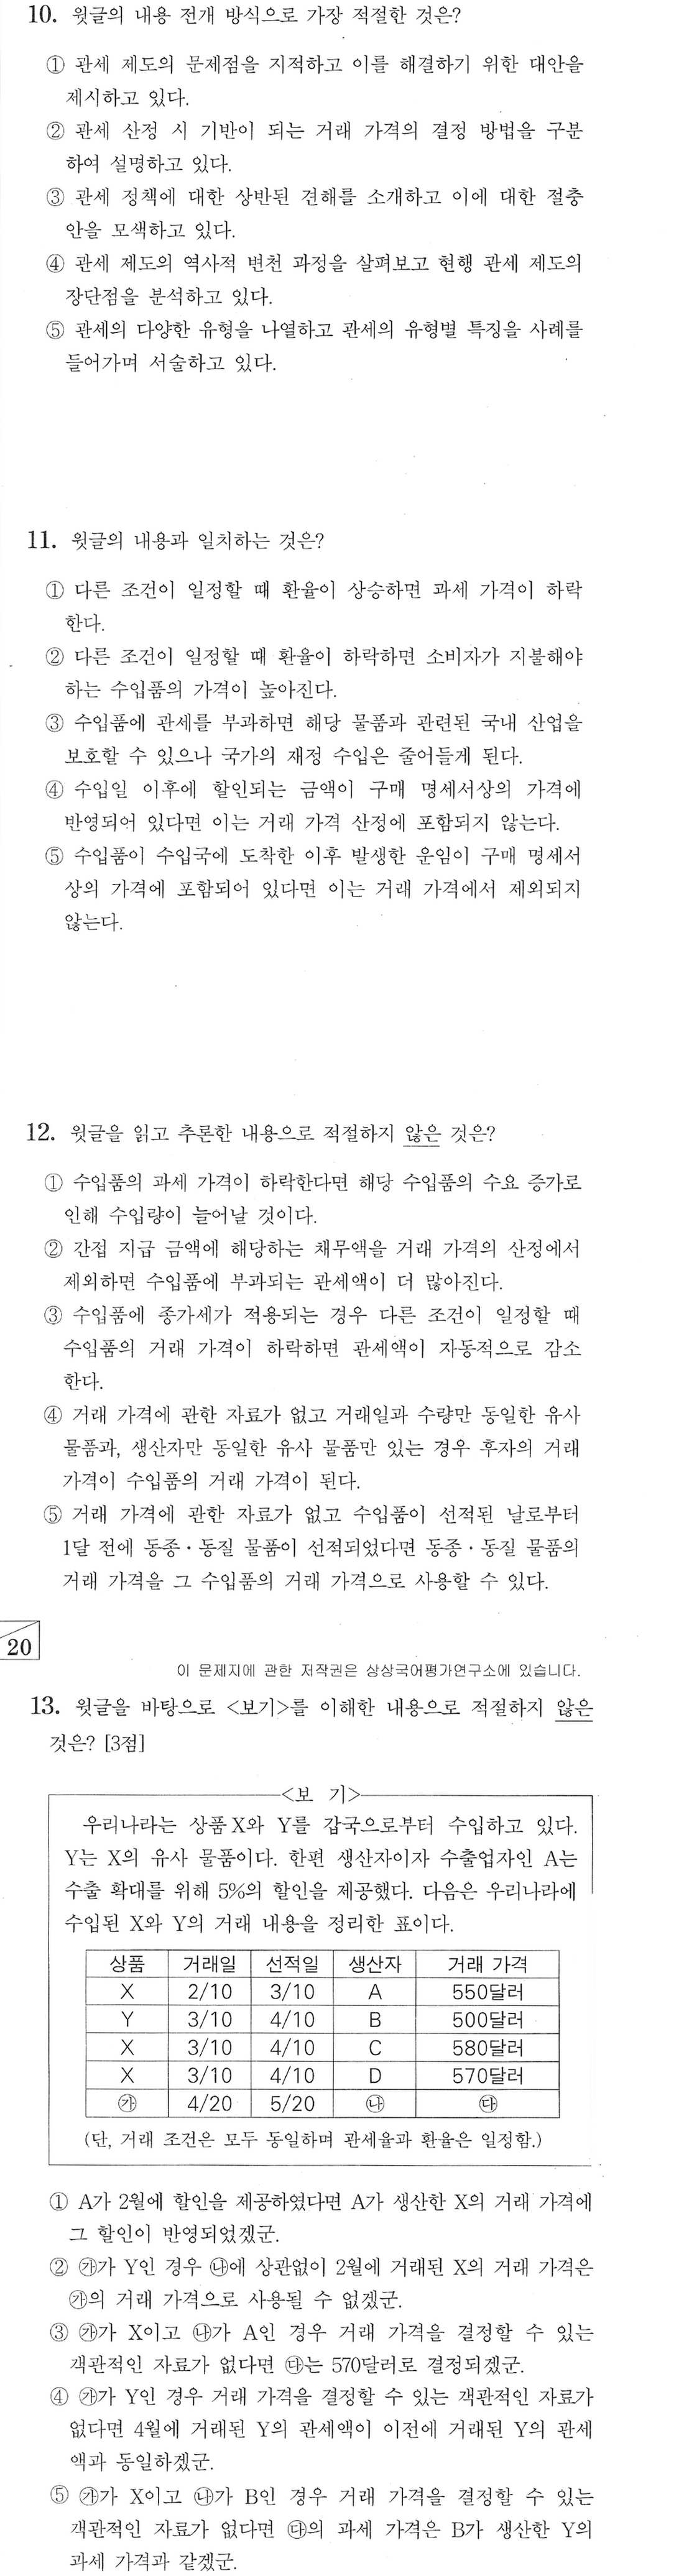 10. 윗글의 내용 전개 방식으로 가장 적절한 것은?
① 관세 제도의 문제점을 지적하고 이를 해결하기 위한 대안을
제시하고 있다.
② 관세 산정 시 기반이 되는 거래 가격의 결정 방법을 구분
하여 설명하고 있다.
③ 관세 정책에 대한 상반된 견해를 소개하고 이에 대한 절충
안을 모색하고 있다.
④ 관세 제도의 역사적 변천 과정을 살펴보고 현행 관세 제도의
장단점을 분석하고 있다.
⑤ 관세의 다양한 유형을 나열하고 관세의 유형별 특징을 사례를
들어가며 서술하고 있다.
11. 윗글의 내용과 일치하는 것은?
① 다른 조건이 일정할 때 환율이 상승하면 과세 가격이 하락
한다.
② 다른 조건이 일정할 때 환율이 하락하면 소비자가 지불해야
하는 수입품의 가격이 높아진다.
③ 수입품에 관세를 부과하면 해당 물품과 관련된 국내 산업을
보호할 수 있으나 국가의 재정 수입은 줄어들게 된다.
④ 수입일 이후에 할인되는 금액이 구매 명세서상의 가격에
반영되어 있다면 이는 거래 가격 산정에 포함되지 않는다.
⑤ 수입품이 수입국에 도착한 이후 발생한 운임이 구매 명세서
상의 가격에 포함되어 있다면 이는 거래 가격에서 제외되지
않는다.
12. 윗글을 읽고 추론한 내용으로 적절하지 않은 것은?
① 수입품의 과세 가격이 하락한다면 해당 수입품의 수요 증가로
인해 수입량이 늘어날 것이다.
② 간접 지급 금액에 해당하는 채무액을 거래 가격의 산정에서
제외하면 수입품에 부과되는 관세액이 더 많아진다.
③ 수입품에 종가세가 적용되는 경우 다른 조건이 일정할 때
수입품의 거래 가격이 하락하면 관세액이 자동적으로 감소
한다.
④ 거래 가격에 관한 자료가 없고 거래일과 수량만 동일한 유사
물품과, 생산자만 동일한 유사 물품만 있는 경우 후자의 거래
가격이 수입품의 거래 가격이 된다.
⑤ 거래 가격에 관한 자료가 없고 수입품이 선적된 날로부터
1달 전에 동종·동질 물품이 선적되었다면 동종·동질 물품의
거래 가격을 그 수입품의 거래 가격으로 사용할 수 있다.
20
이 문제지에 관한 저작권은 상상국어평가연구소에 있습니다.
13. 윗글을 바탕으로 <보기>를 이해한 내용으로 적절하지 않은
것은? [3점]
<보 기>
우리나라는 상품 X와 Y를 갑국으로부터 수입하고 있다.
Y는 X의 유사 물품이다. 한편 생산자이자 수출업자인 A는
수출 확대를 위해 5%의 할인을 제공했다. 다음은 우리나라에
수입된 X와 Y의 거래 내용을 정리한 표이다.
상품 거래일 선적일 생산자 거래 가격
X 2/10 3/10 A 550달러
Y 3/10 4/10 B 500달러
X 3/10 4/10 C 580달러
X 3/10 4/10 D 570달러
㉮ 4/20 5/20 ㉯ ㉰
(단, 거래 조건은 모두 동일하며 관세율과 환율은 일정함.)
① A가 2월에 할인을 제공하였다면 A가 생산한 X의 거래 가격에
그 할인이 반영되었겠군.
② ㉮가 Y인 경우 ㉯에 상관없이 2월에 거래된 X의 거래 가격은
㉮의 거래 가격으로 사용될 수 없겠군.
③ ㉮가 X이고 ㉯가 A인 경우 거래 가격을 결정할 수 있는
객관적인 자료가 없다면 ㉰는 570달러로 결정되겠군.
④ ㉮가 Y인 경우 거래 가격을 결정할 수 있는 객관적인 자료가
없다면 4월에 거래된 Y의 관세액이 이전에 거래된 Y의 관세
액과 동일하겠군.
⑤ ㉮가 X이고 ㉯가 B인 경우 거래 가격을 결정할 수 있는
객관적인 자료가 없다면 ㉰의 과세 가격은 B가 생산한 Y의
과세 가격과 같겠군.